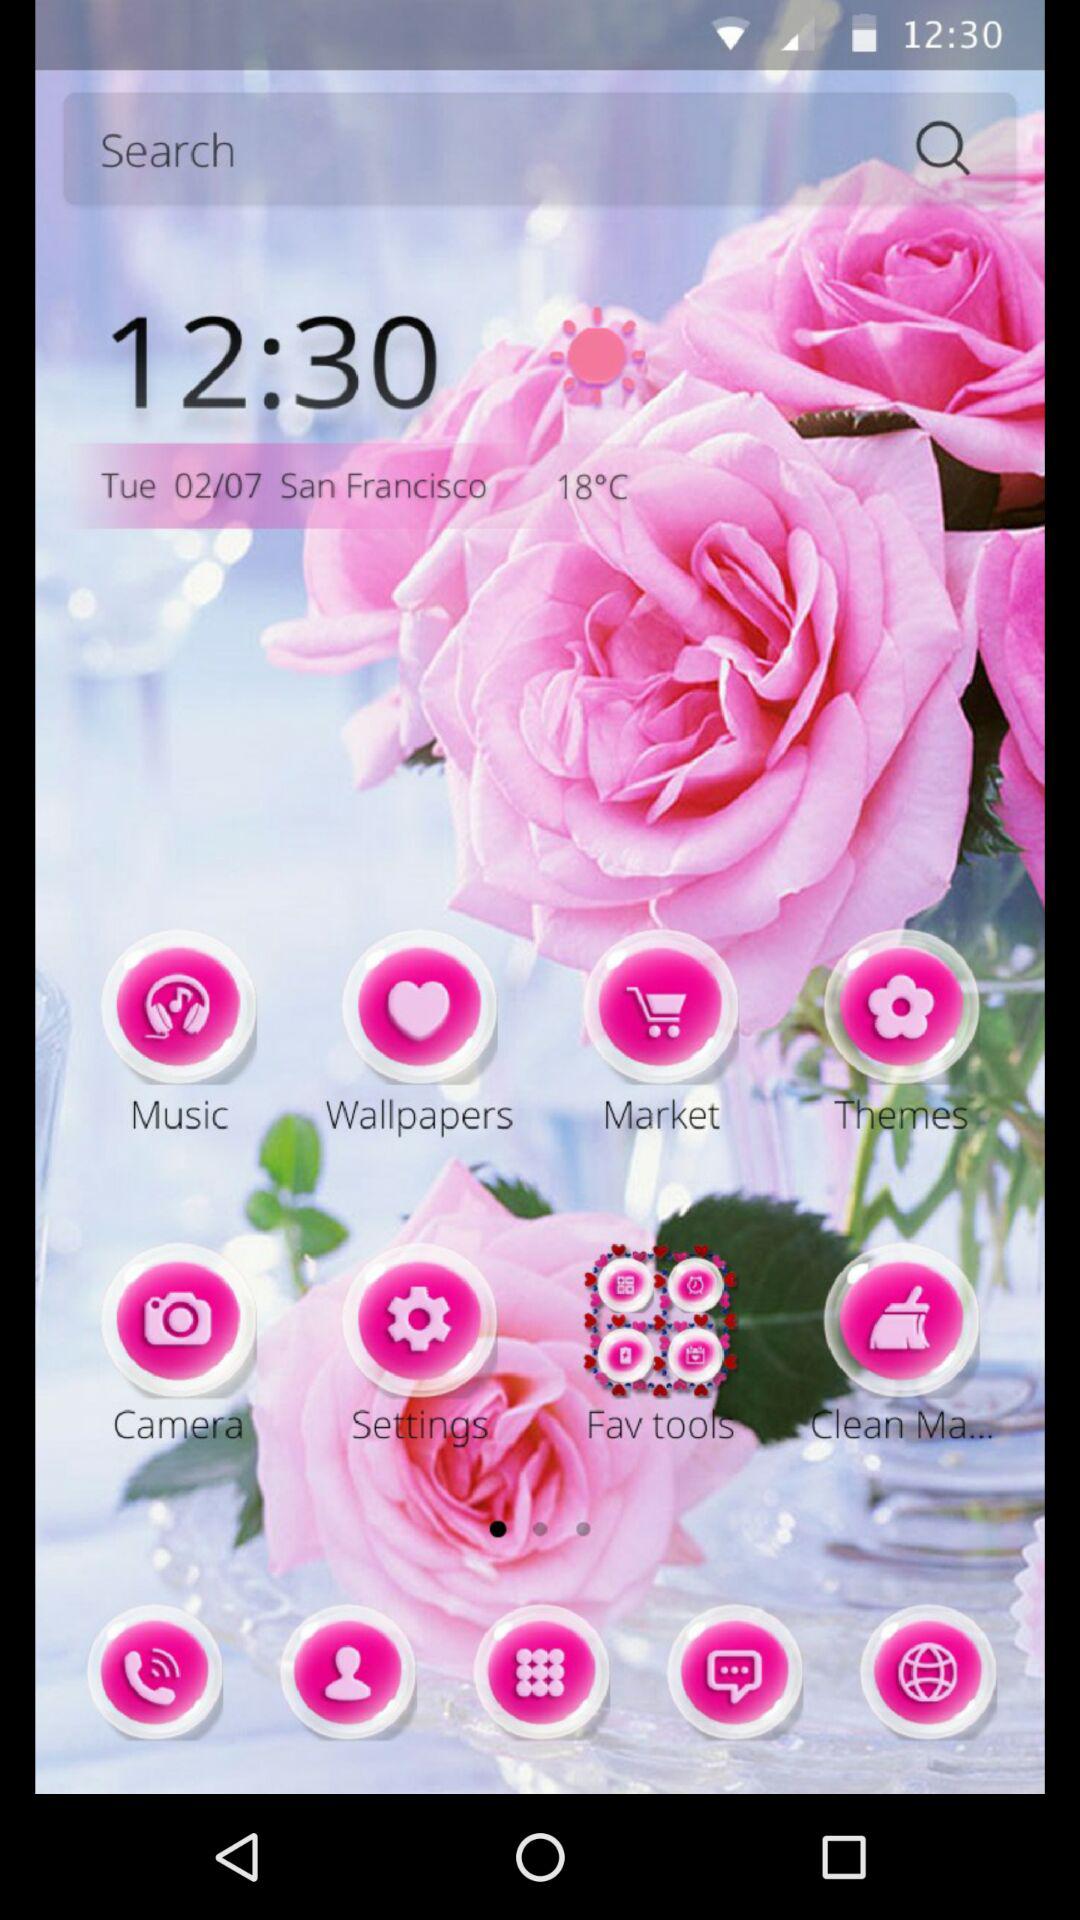 12:30
Search
12:30
Tue 02/07 San Francisco 18°C
Music Wallpapers Market Themes
Camera Settings Fav tools Clean Ma...